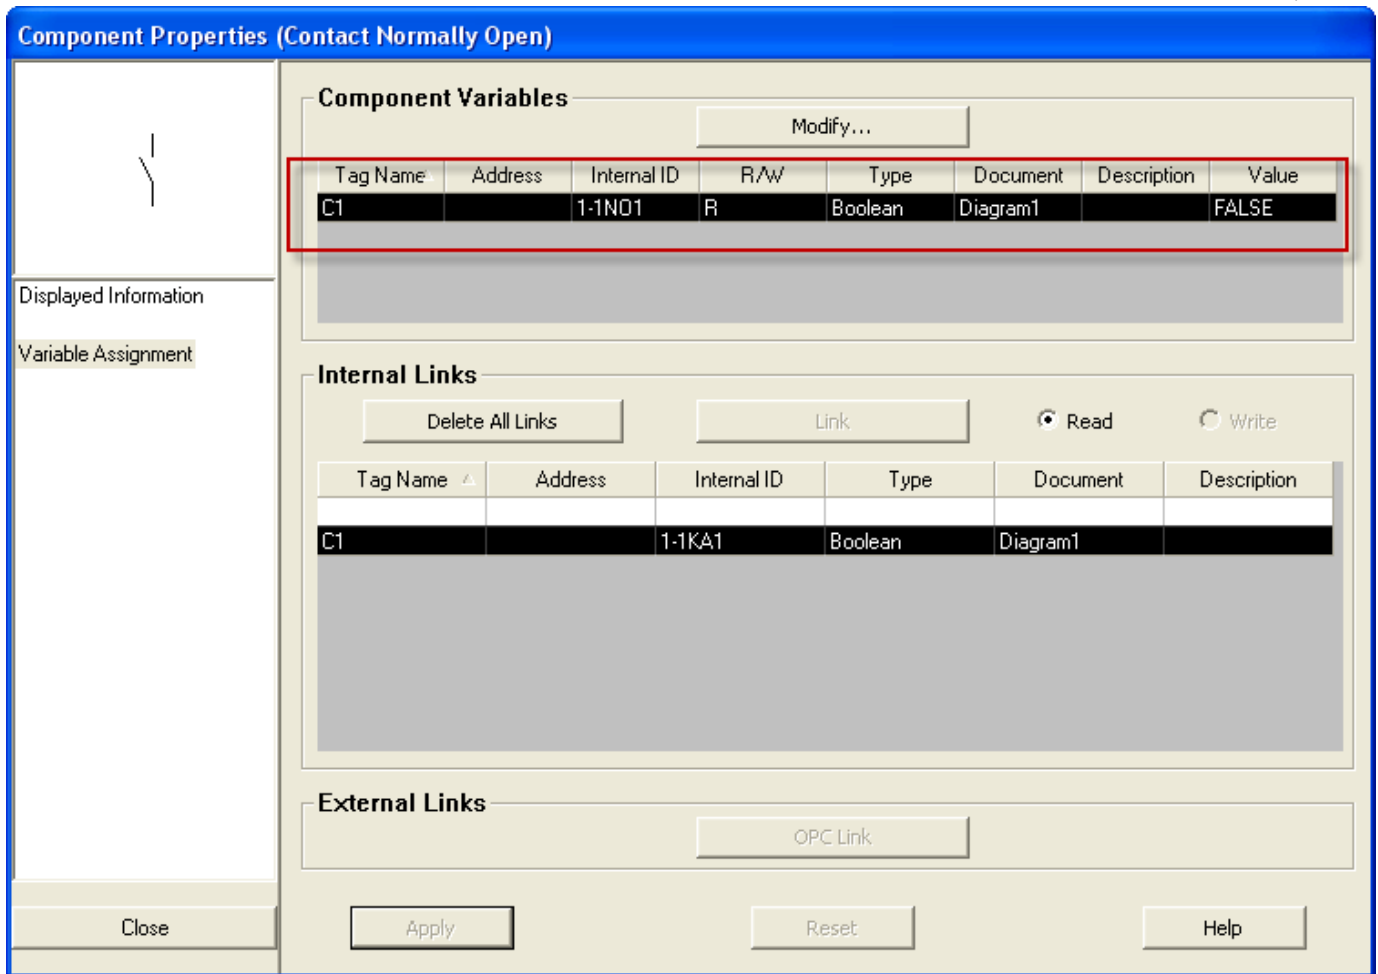 Component Properties (Contact Normally Open)
Component Variables
Modify...
Tag Name Address Internal ID R/W Type Document Description Value
C1 1-1NO1 R Boolean Diagram1 FALSE
Displayed Information
Variable Assignment
Internal Links
Delete All Links Link Read Write
Tag Name Address Internal ID Type Document Description
C1 1-1KA1 Boolean Diagram1
External Links
OPC Link
Close Apply Reset Help